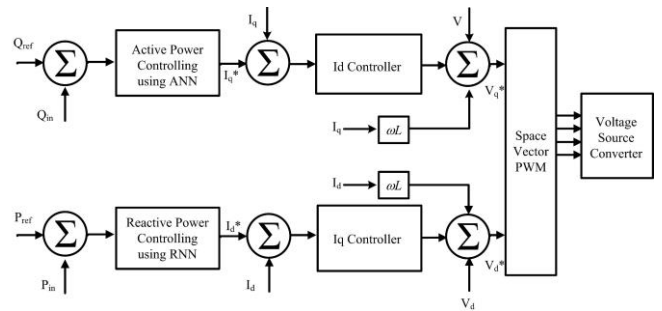 Q_ref
Q_in
Active Power
Controlling
using ANN
I_q*
I_q
Σ
Σ
Id Controller
V
Σ
V_q*
I_q
ωL
Space
Vector
PWM
Voltage
Source
Converter
P_ref
P_in
Σ
Reactive Power
Controlling
using RNN
I_d*
Σ
I_d
Iq Controller
I_d
ωL
Σ
V_d*
V_d